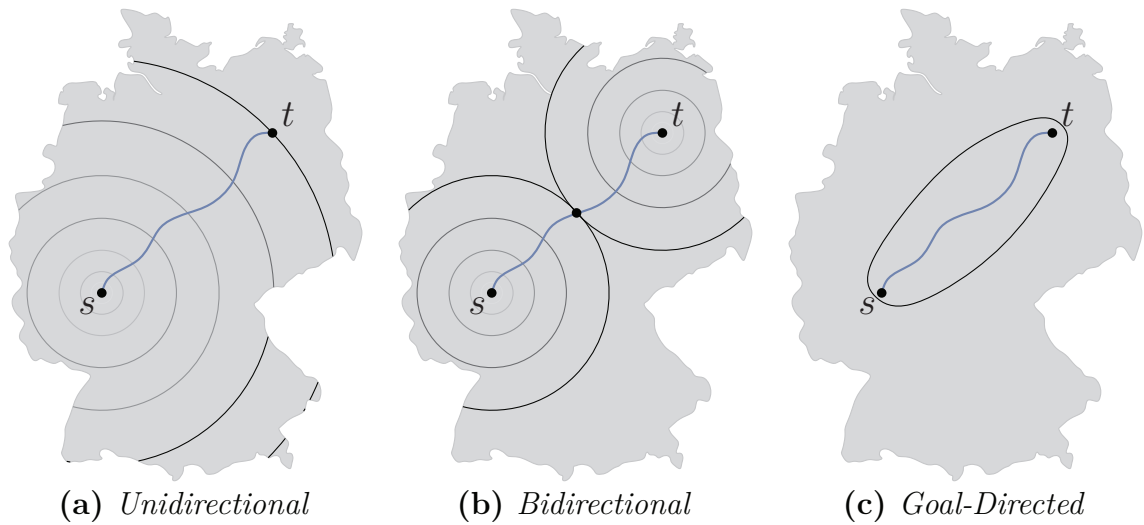 t
s
t
s
t
s
(a) Unidirectional
(b) Bidirectional
(c) Goal-Directed